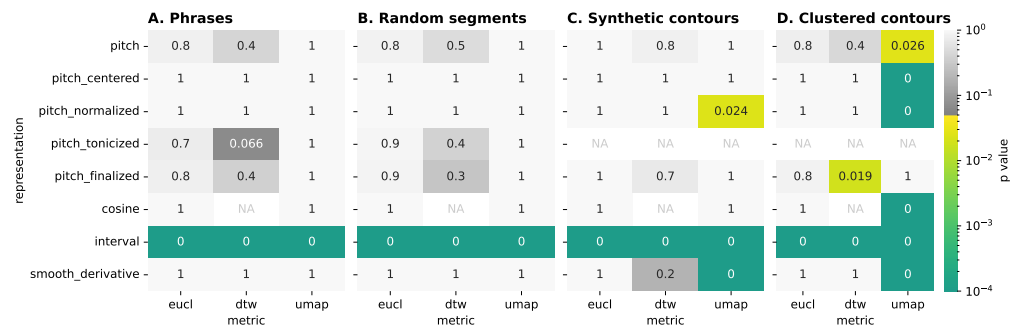 A. Phrases
B. Random segments
C. Synthetic contours
D. Clustered contours
pitch 0.8 0.4 1 0.8 0.5 1 1 0.8 1 0.8 0.4 0.026
pitch_centered 1 1 1 1 1 1 1 1 1 1 1 0
pitch_normalized 1 1 1 1 1 1 1 1 0.024 1 1 0
pitch_tonicized 0.7 0.066 1 0.9 0.4 1 NA NA NA NA NA NA
pitch_finalized 0.8 0.4 1 0.9 0.3 1 1 0.7 1 0.8 0.019 1
cosine 1 NA 1 1 NA 1 1 NA 1 1 NA 0
interval 0 0 0 0 0 0 0 0 0 0 0 0
smooth_derivative 1 1 1 1 1 1 1 0.2 0 1 1 0
representation
eucl dtw umap eucl dtw umap eucl dtw umap eucl dtw umap
metric metric metric metric
10^0
10^-1
10^-2
10^-3
10^-4
p value